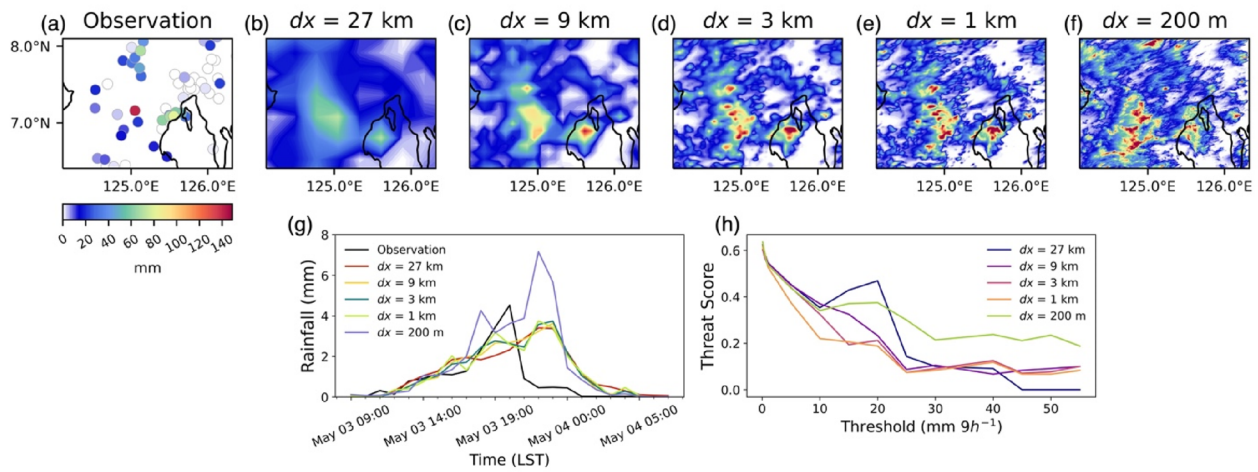 (a) Observation
(b) dx = 27 km
(c) dx = 9 km
(d) dx = 3 km
(e) dx = 1 km
(f) dx = 200 m
8.0°N
7.0°N
125.0°E 126.0°E
125.0°E 126.0°E
125.0°E 126.0°E
125.0°E 126.0°E
125.0°E 126.0°E
125.0°E 126.0°E
0 20 40 60 80 100 120 140
mm
(g)
8
6
4
2
0
Rainfall (mm)
Observation
dx = 27 km
dx = 9 km
dx = 3 km
dx = 1 km
dx = 200 m
May 03 09:00
May 03 14:00
May 03 19:00
May 04 00:00
May 04 05:00
Time (LST)
(h)
0.6
0.4
0.2
0.0
Threat Score
dx = 27 km
dx = 9 km
dx = 3 km
dx = 1 km
dx = 200 m
0 10 20 30 40 50
Threshold (mm 9h⁻¹)